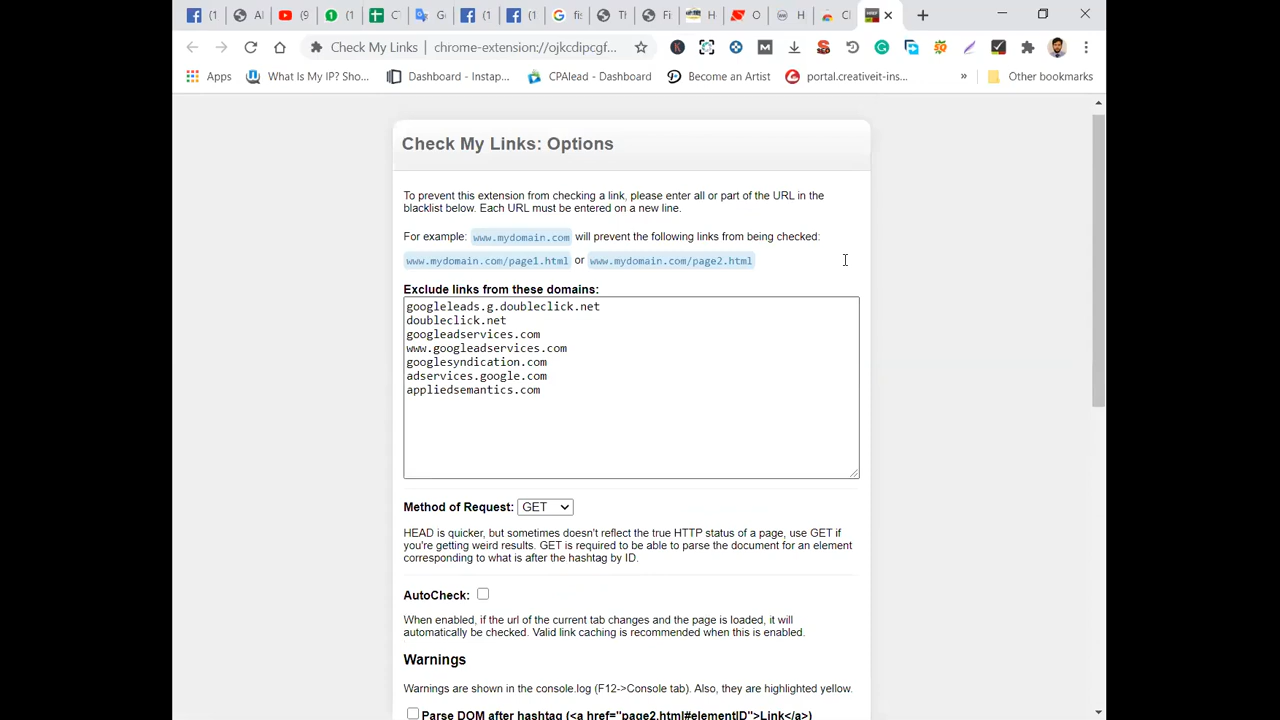 (1
Al
(9
(1
C
G
(1
(1
fis
Th
Fi
H
O
H
Cl
Check My Links
chrome-extension://ojkcdipcgf...
Apps
What Is My IP? Sho...
Dashboard - Instap...
CPAlead - Dashboard
Become an Artist
portal.creativeit-ins...
»
Other bookmarks
Check My Links: Options
To prevent this extension from checking a link, please enter all or part of the URL in the
blacklist below. Each URL must be entered on a new line.
For example: www.mydomain.com will prevent the following links from being checked:
www.mydomain.com/page1.html or www.mydomain.com/page2.html
Exclude links from these domains:
googleleads.g.doubleclick.net
doubleclick.net
googleadservices.com
www.googleadservices.com
googlesyndication.com
adservices.google.com
appliedsemantics.com
Method of Request: GET
HEAD is quicker, but sometimes doesn't reflect the true HTTP status of a page, use GET if
you're getting weird results. GET is required to be able to parse the document for an element
corresponding to what is after the hashtag by ID.
AutoCheck:
When enabled, if the url of the current tab changes and the page is loaded, it will
automatically be checked. Valid link caching is recommended when this is enabled.
Warnings
Warnings are shown in the console.log (F12->Console tab). Also, they are highlighted yellow.
Parse DOM after hashtag (<a href="page2.html#elementID">Link</a>)